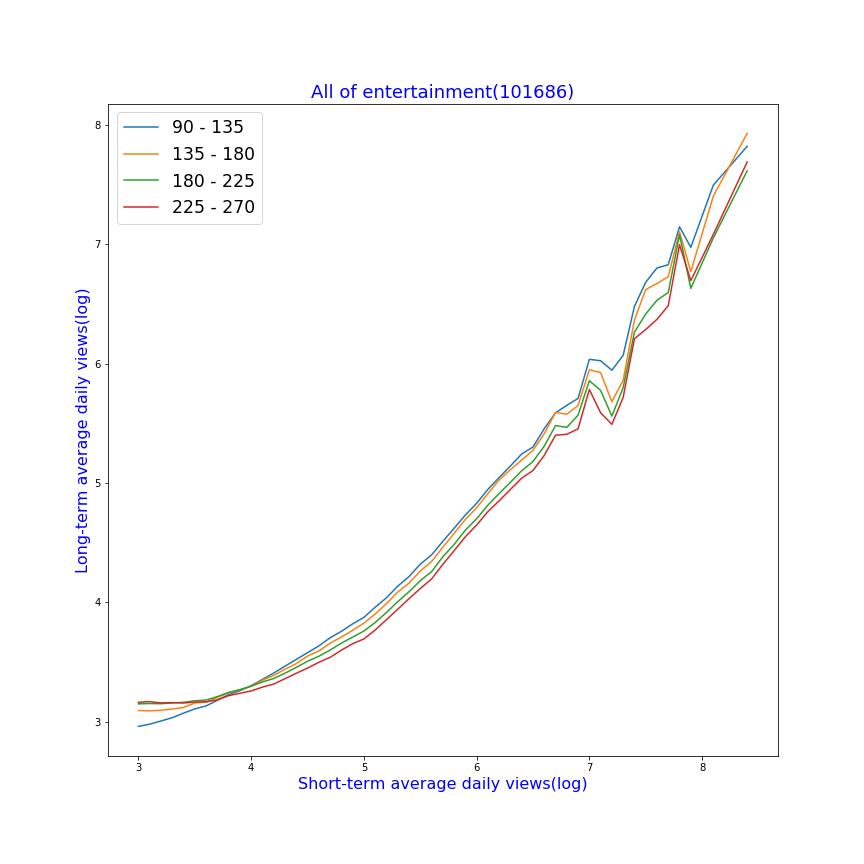 All of entertainment(101686)
90 - 135
135 - 180
180 - 225
225 - 270
Long-term average daily views(log)
8
7
6
5
4
3
3 4 5 6 7 8
Short-term average daily views(log)